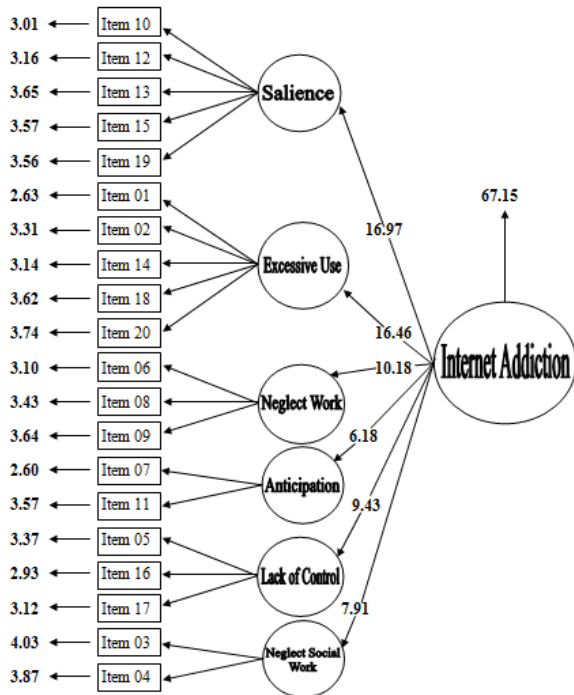 3.01 Item 10
3.16 Item 12
3.65 Item 13
3.57 Item 15
3.56 Item 19
Salience
2.63 Item 01
3.31 Item 02
3.14 Item 14
3.62 Item 18
3.74 Item 20
Excessive Use
3.10 Item 06
3.43 Item 08
3.64 Item 09
Neglect Work
2.60 Item 07
3.57 Item 11
Anticipation
3.37 Item 05
2.93 Item 16
3.12 Item 17
Lack of Control
4.03 Item 03
3.87 Item 04
Neglect Social
Work
16.97
16.46
10.18
6.18
9.43
7.91
67.15
Internet Addiction